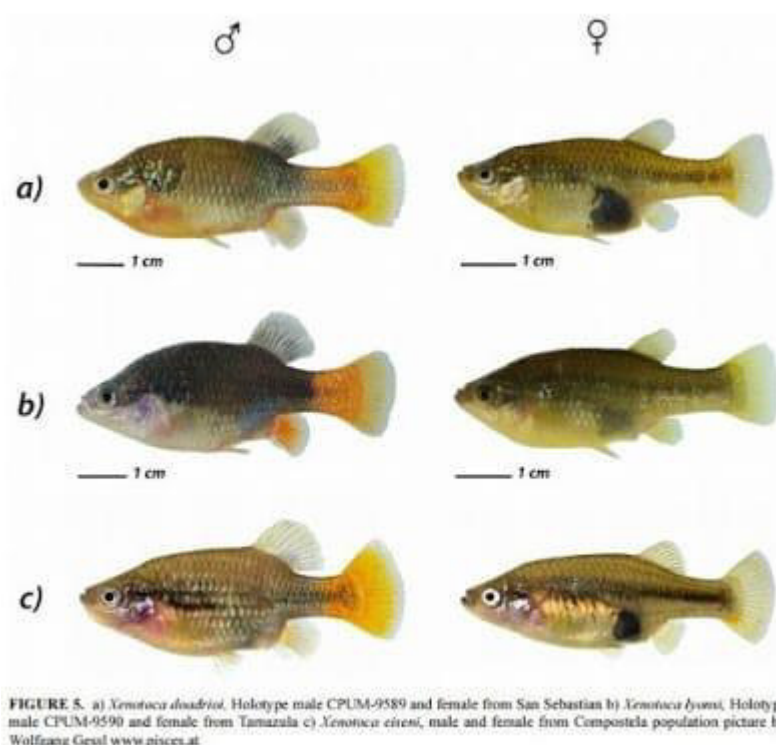 ♂ ♀
a)
1 cm 1 cm
b)
1 cm 1 cm
c)
FIGURE 5. a) Xenotoca doadrioi, Holotype male CPUM-9589 and female from San Sebastian b) Xenotoca lyonsi, Holotyp
male CPUM-9590 and female from Tamazula c) Xenotoca eiseni, male and female from Compostela population picture b
Wolfgang Gessl www.pisces.at